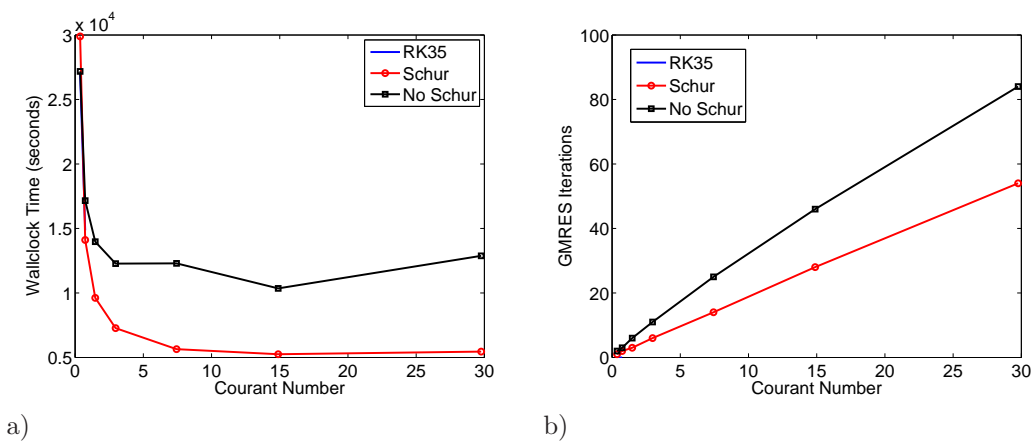 x 10^4
3
2.5
2
1.5
1
0.5
0 5 10 15 20 25 30
Wallclock Time (seconds)
Courant Number
RK35
Schur
No Schur
a)
100
80
60
40
20
0
0 5 10 15 20 25 30
GMRES Iterations
Courant Number
RK35
Schur
No Schur
b)